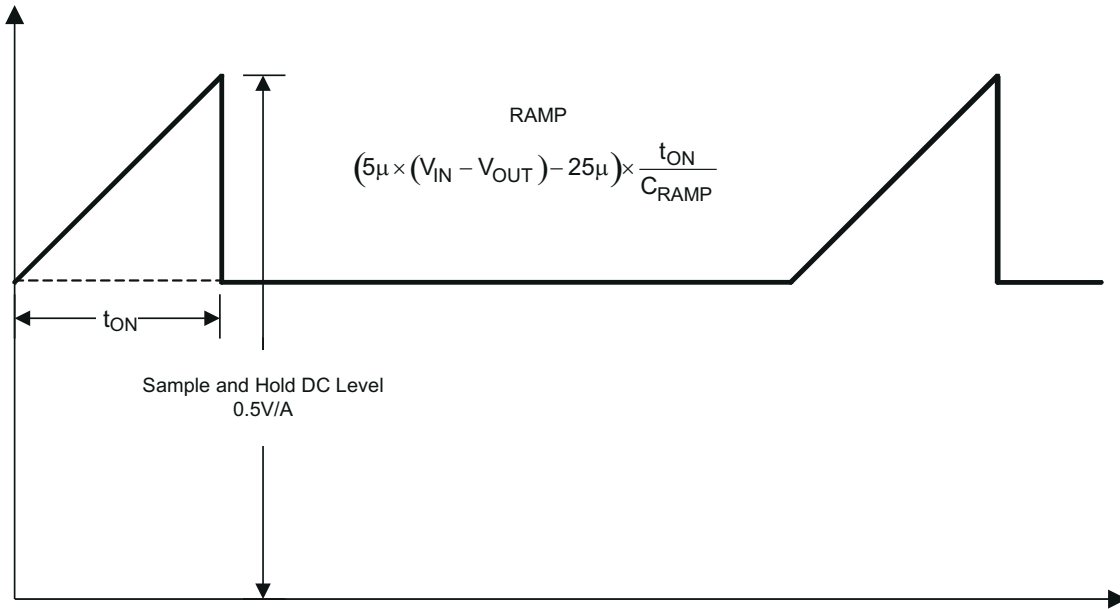 RAMP
(5μ × (V_IN − V_OUT) − 25μ) × t_ON / C_RAMP
t_ON
Sample and Hold DC Level
0.5V/A